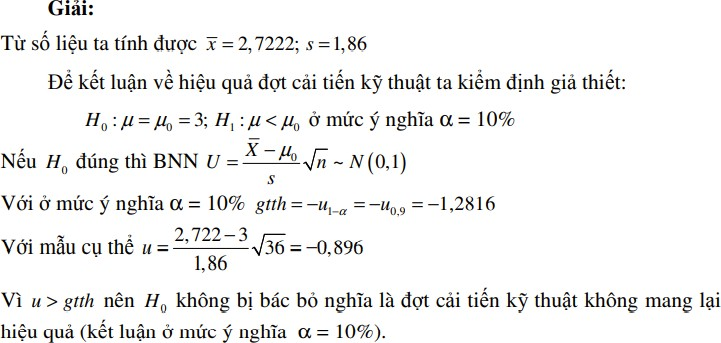 Giải:
Từ số liệu ta tính được x̄ = 2,7222; s = 1,86
Để kết luận về hiệu quả đợt cải tiến kỹ thuật ta kiểm định giả thiết:
H₀ : μ = μ₀ = 3; H₁ : μ < μ₀ ở mức ý nghĩa α = 10%
Nếu H₀ đúng thì BNN U = (X̄ − μ₀)/s √n ~ N(0,1)
Với ở mức ý nghĩa α = 10% gtth = −u₁₋α = −u₀,₉ = −1,2816
Với mẫu cụ thể u = (2,722 − 3)/1,86 √36 = −0,896
Vì u > gtth nên H₀ không bị bác bỏ nghĩa là đợt cải tiến kỹ thuật không mang lại
hiệu quả (kết luận ở mức ý nghĩa α = 10%).